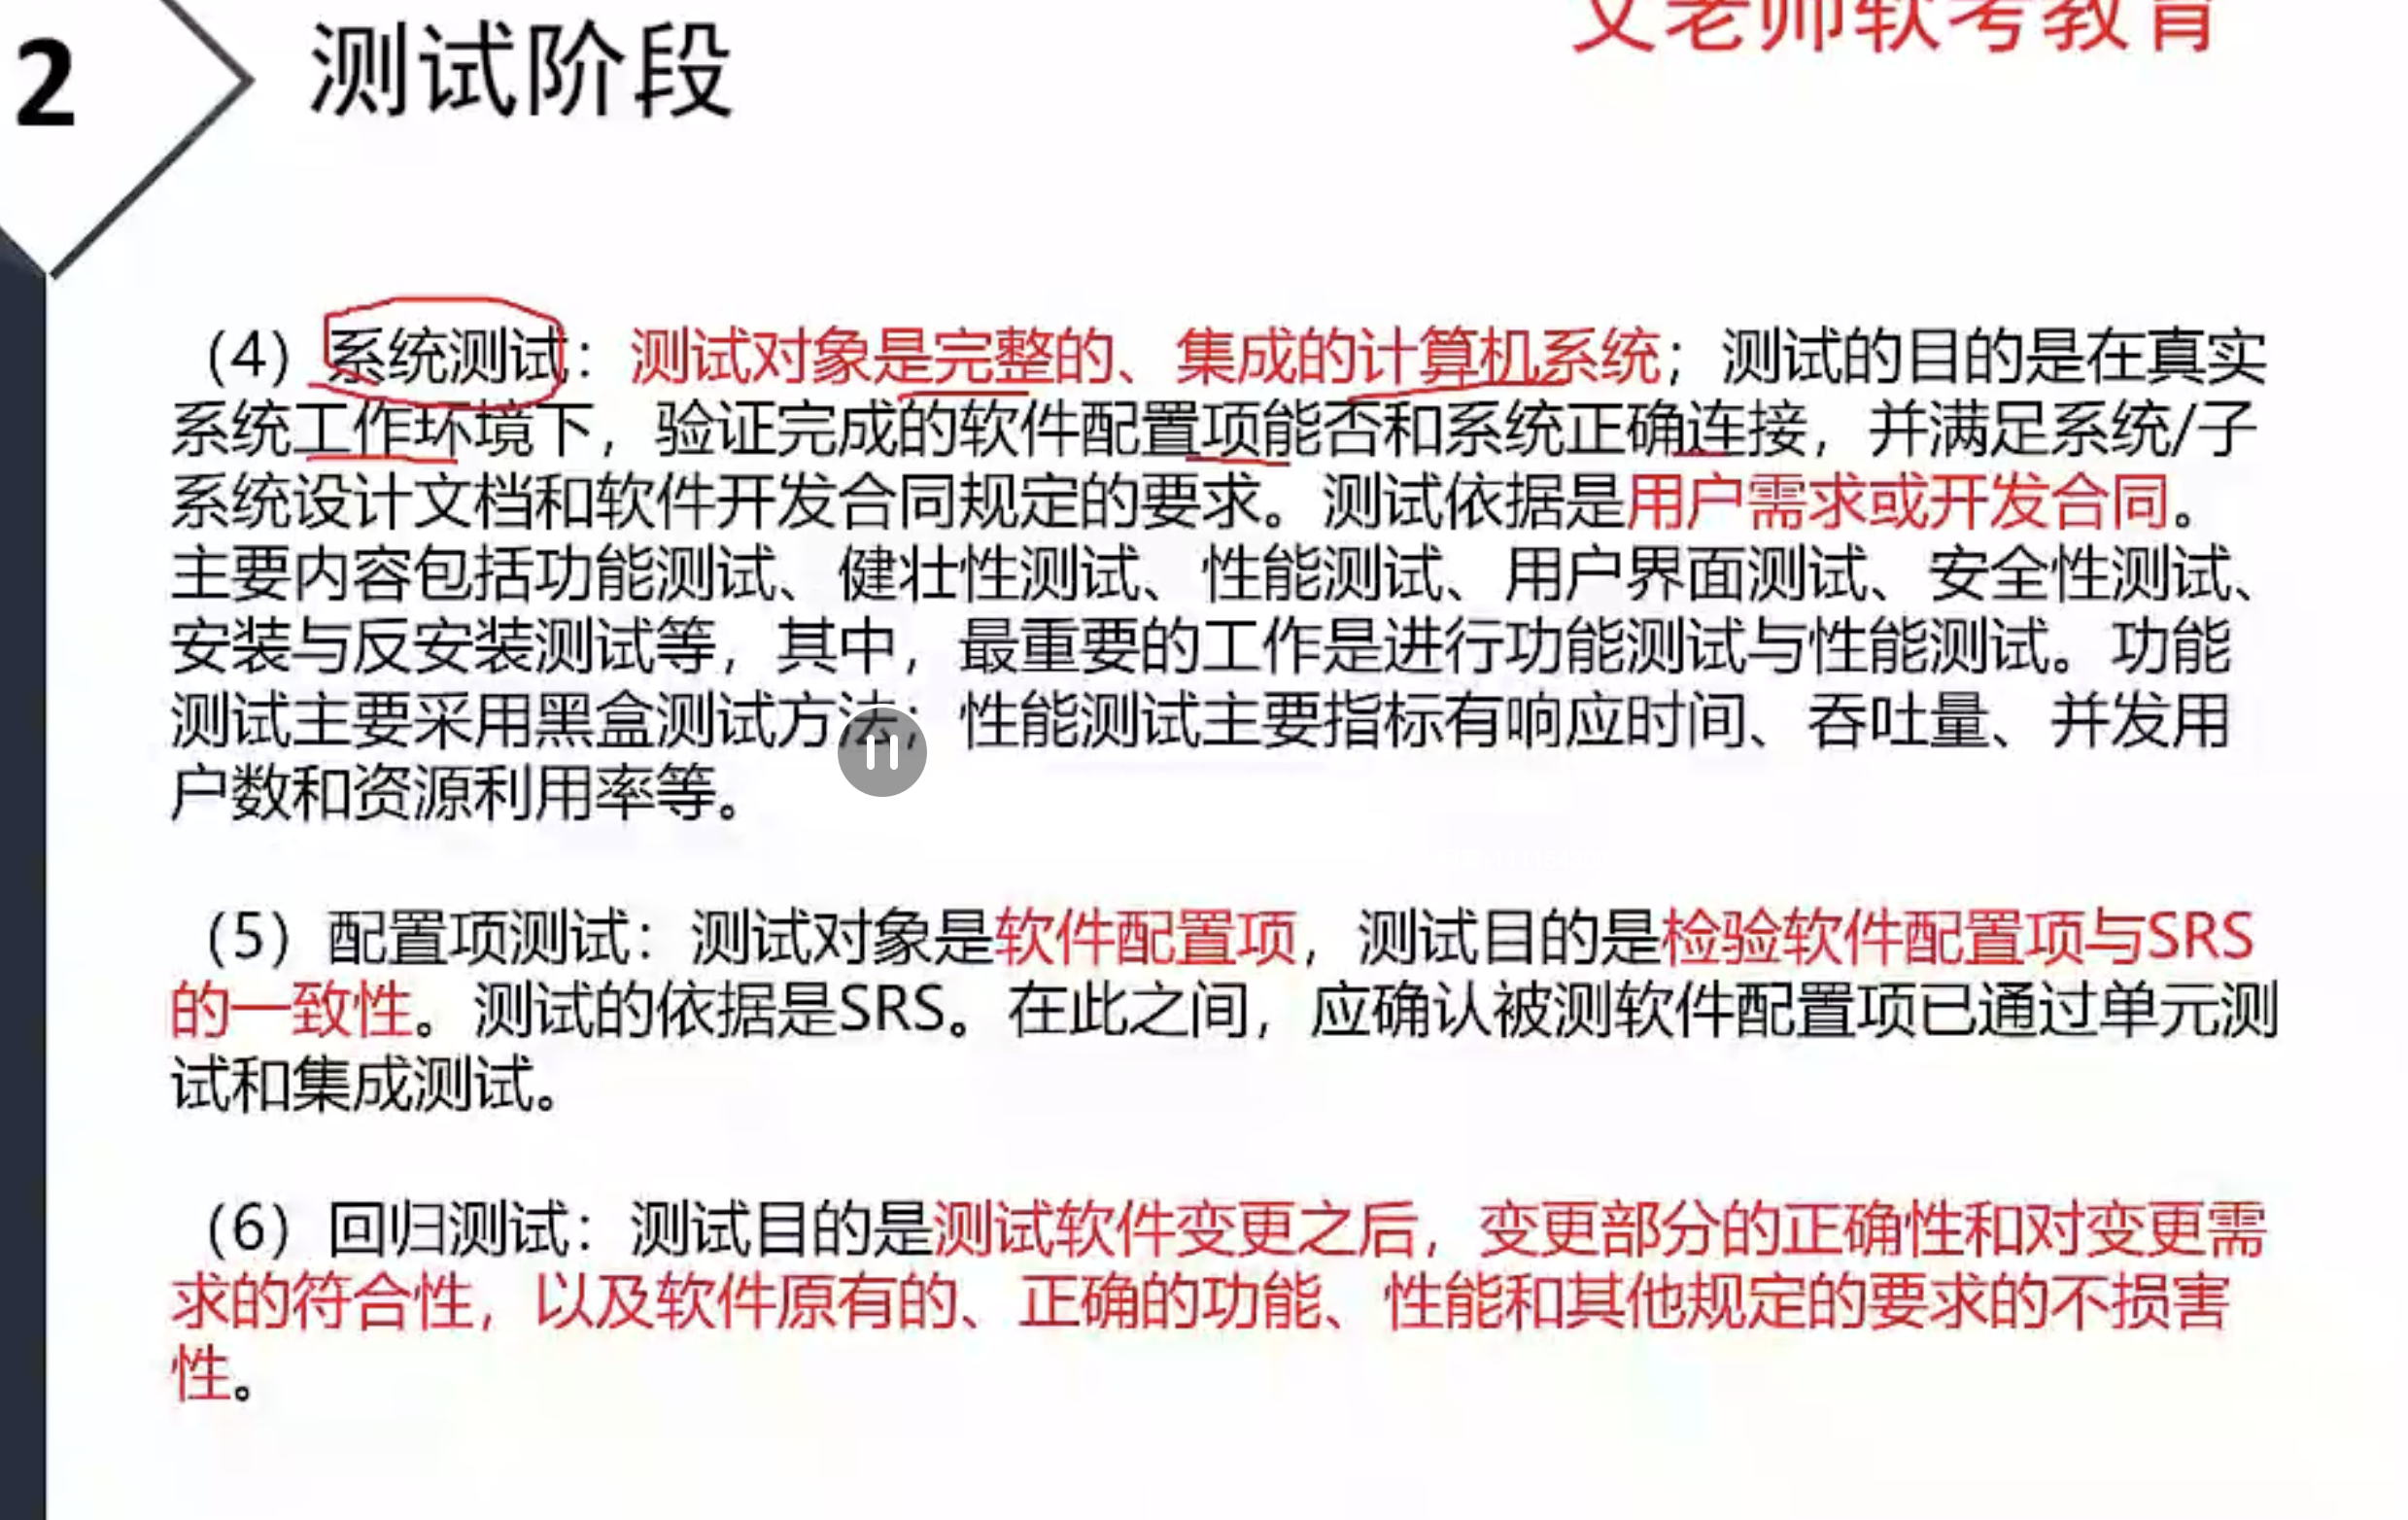 文老师软考教育
2
测试阶段
（4）系统测试：测试对象是完整的、集成的计算机系统；测试的目的是在真实
系统工作环境下，验证完成的软件配置项能否和系统正确连接，并满足系统/子
系统设计文档和软件开发合同规定的要求。测试依据是用户需求或开发合同。
主要内容包括功能测试、健壮性测试、性能测试、用户界面测试、安全性测试、
安装与反安装测试等，其中，最重要的工作是进行功能测试与性能测试。功能
测试主要采用黑盒测试方法；性能测试主要指标有响应时间、吞吐量、并发用
户数和资源利用率等。
（5）配置项测试：测试对象是软件配置项，测试目的是检验软件配置项与SRS
的一致性。测试的依据是SRS。在此之间，应确认被测软件配置项已通过单元测
试和集成测试。
（6）回归测试：测试目的是测试软件变更之后，变更部分的正确性和对变更需
求的符合性，以及软件原有的、正确的功能、性能和其他规定的要求的不损害
性。